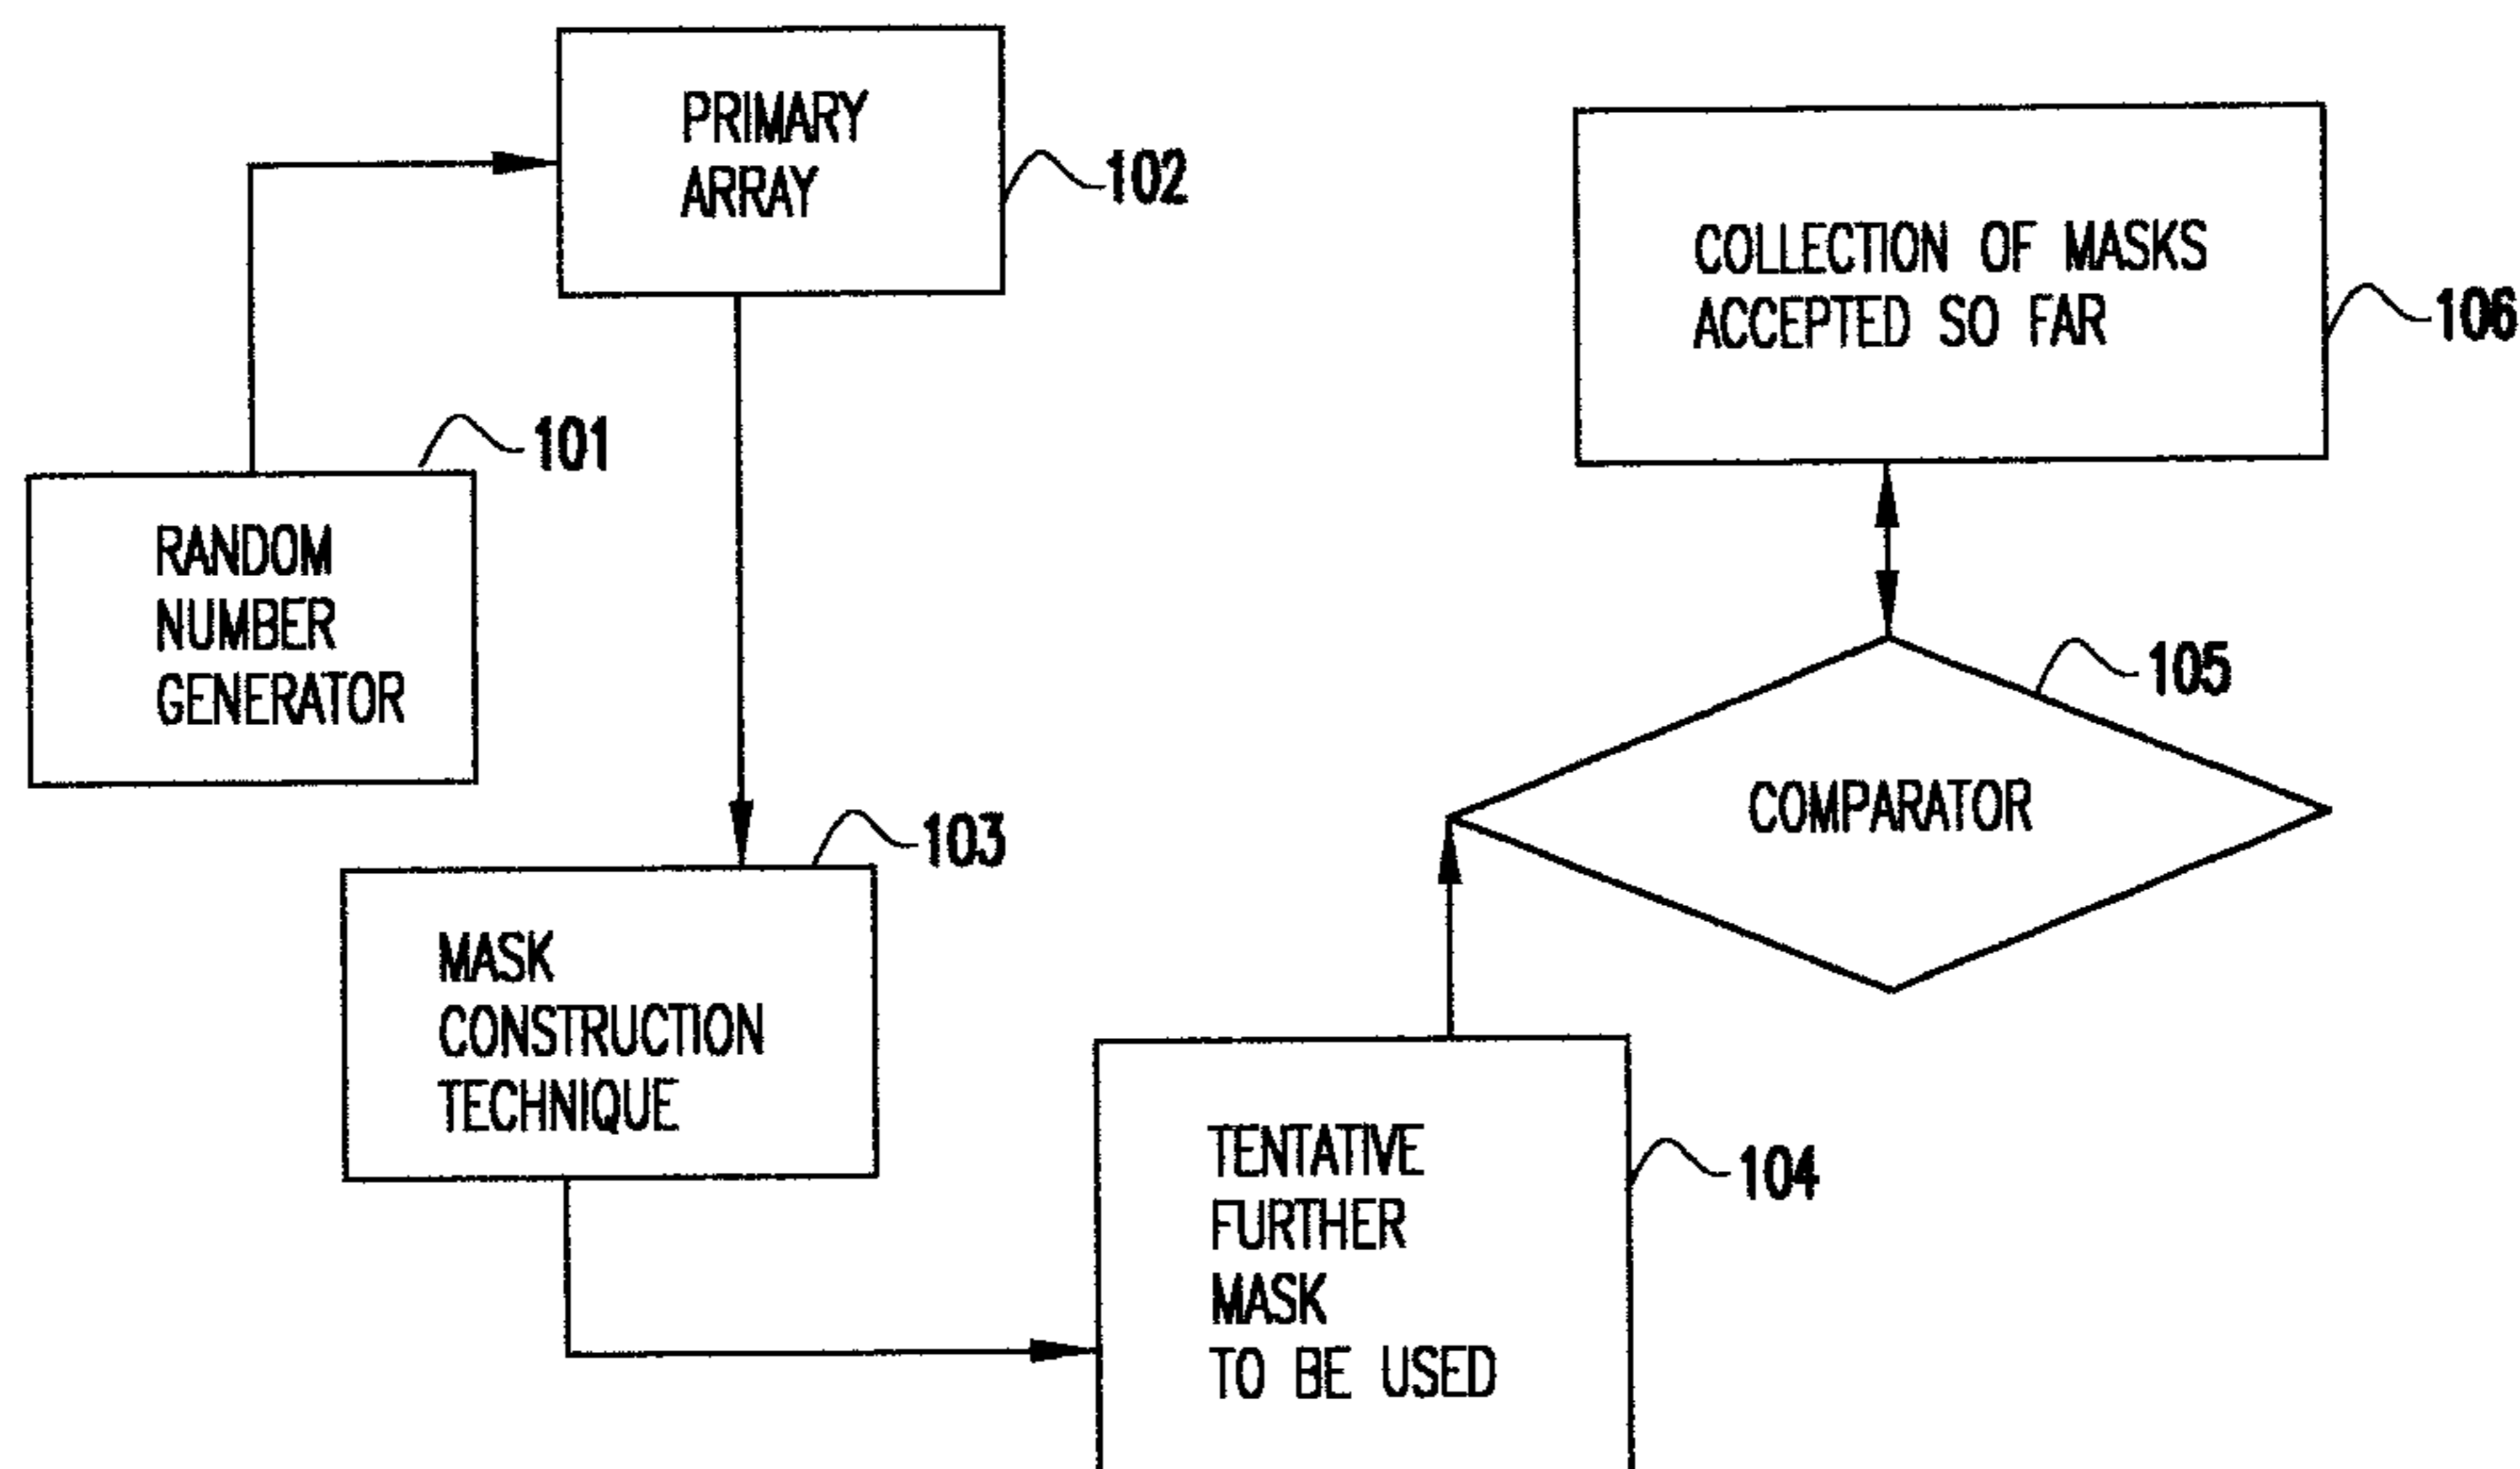 PRIMARY
ARRAY
102
COLLECTION OF MASKS
ACCEPTED SO FAR
106
101
RANDOM
NUMBER
GENERATOR
105
COMPARATOR
103
MASK
CONSTRUCTION
TECHNIQUE
TENTATIVE
FURTHER
MASK
TO BE USED
104